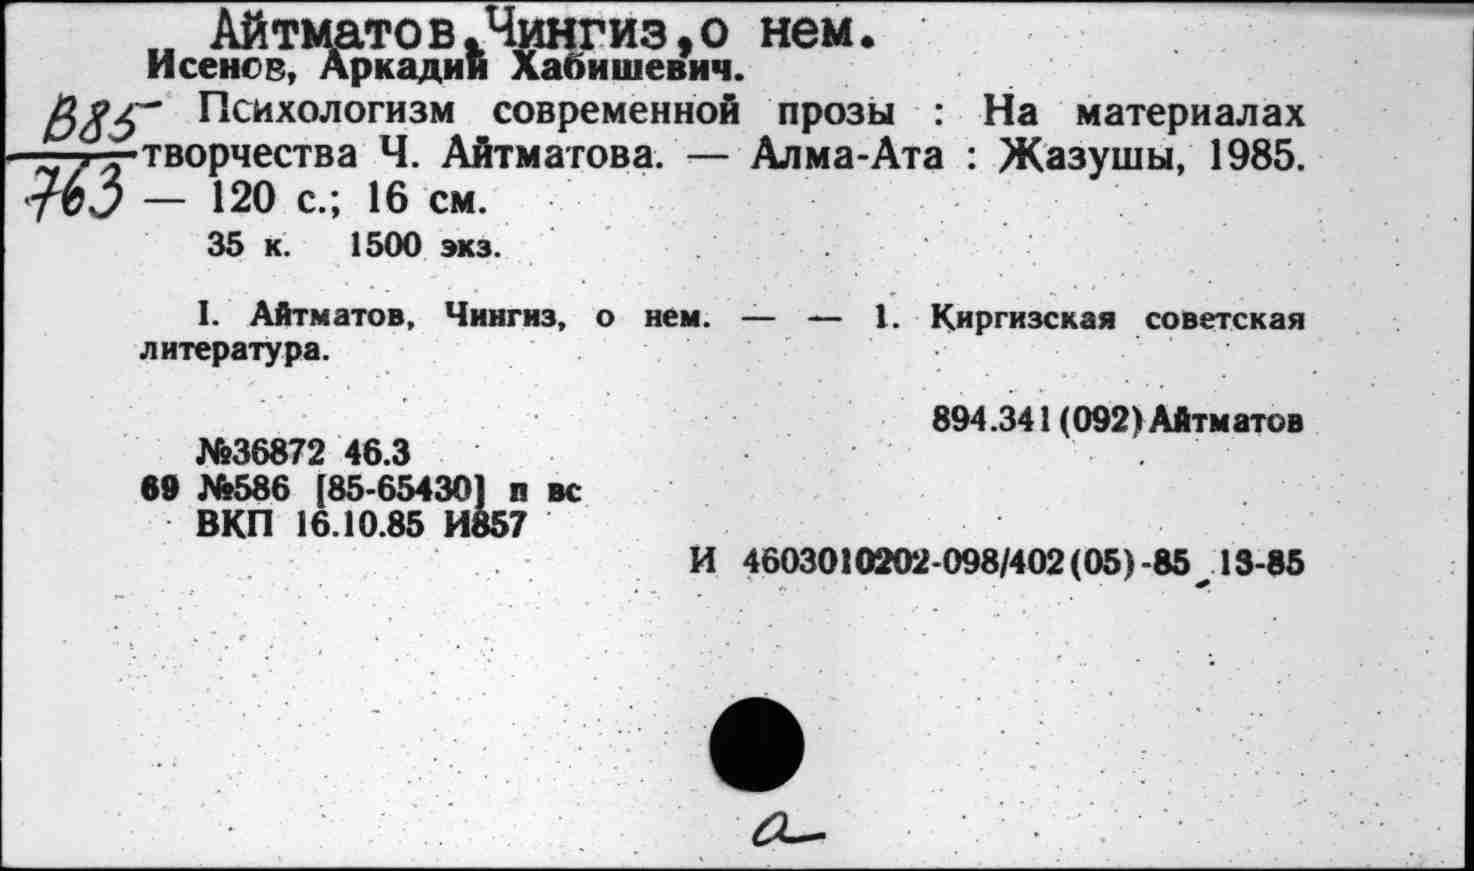 Айтматов,Чингиз,о нем.
Исенов, Аркадий Хабишевич.
В85 Психологизм современной прозы : На материалах
творчества Ч. Айтматова. — Алма-Ата : Жазушы, 1985.
763 — 120 с.; 16 см.
35 к. 1500 экз.
I. Айтматов, Чингиз, о нем. — — 1. Киргизская советская
литература.
894.341(092)Айтматов
№36872 46.3
69 №586 [85-65430] п вс
ВКП 16.10.85 И857
И 4603010202-098/402(05)-85 13-85
а